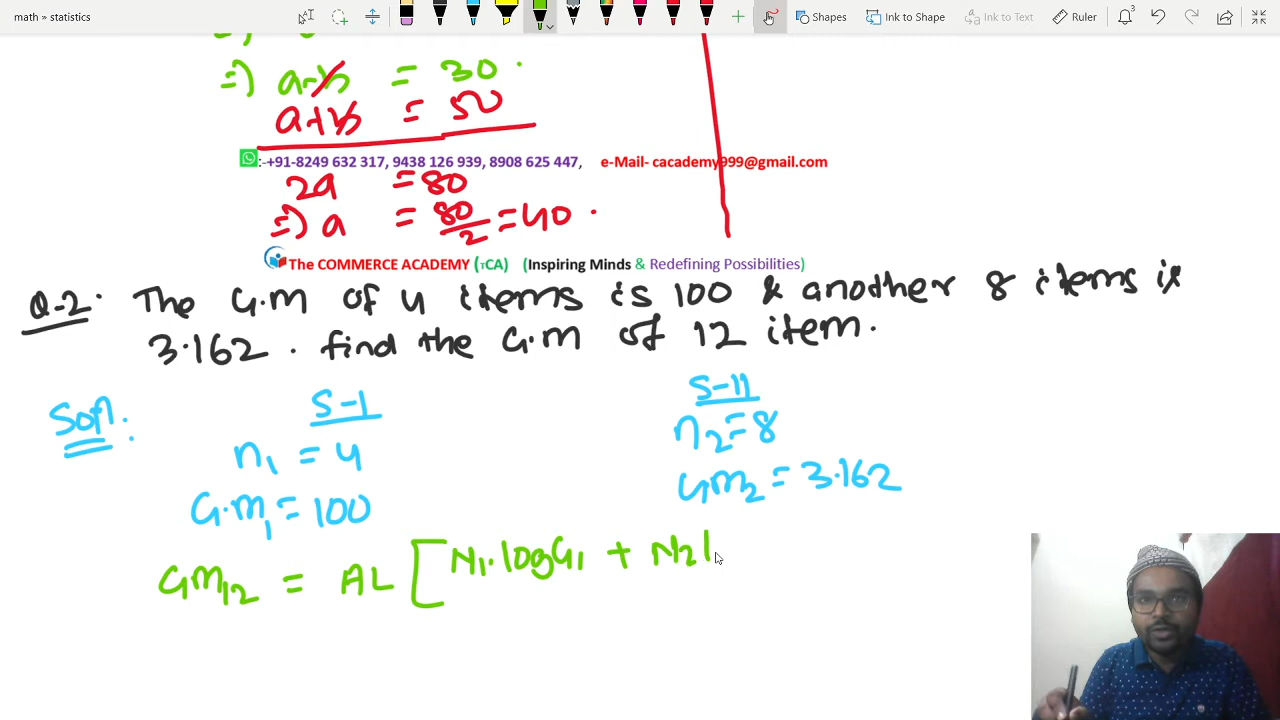 math » statistics
Shapes Ink to Shape Ink to Text Ruler
=) a-b = 30.
a+b = 50
:-+91-8249 632 317, 9438 126 939, 8908 625 447, e-Mail- cacademy999@gmail.com
2a = 80
=) a = 80/2 = 40.
The COMMERCE ACADEMY (TCA) (Inspiring Minds & Redefining Possibilities)
Q-2. The G.M of 4 items is 100 & another 8 items is
3.162. find the G.M of 12 item.
Soln. S-1 S-11
n1 = 4 n2 = 8
G.M1 = 100 GM2 = 3.162
GM12 = AL [N1.logG1 + N2 l